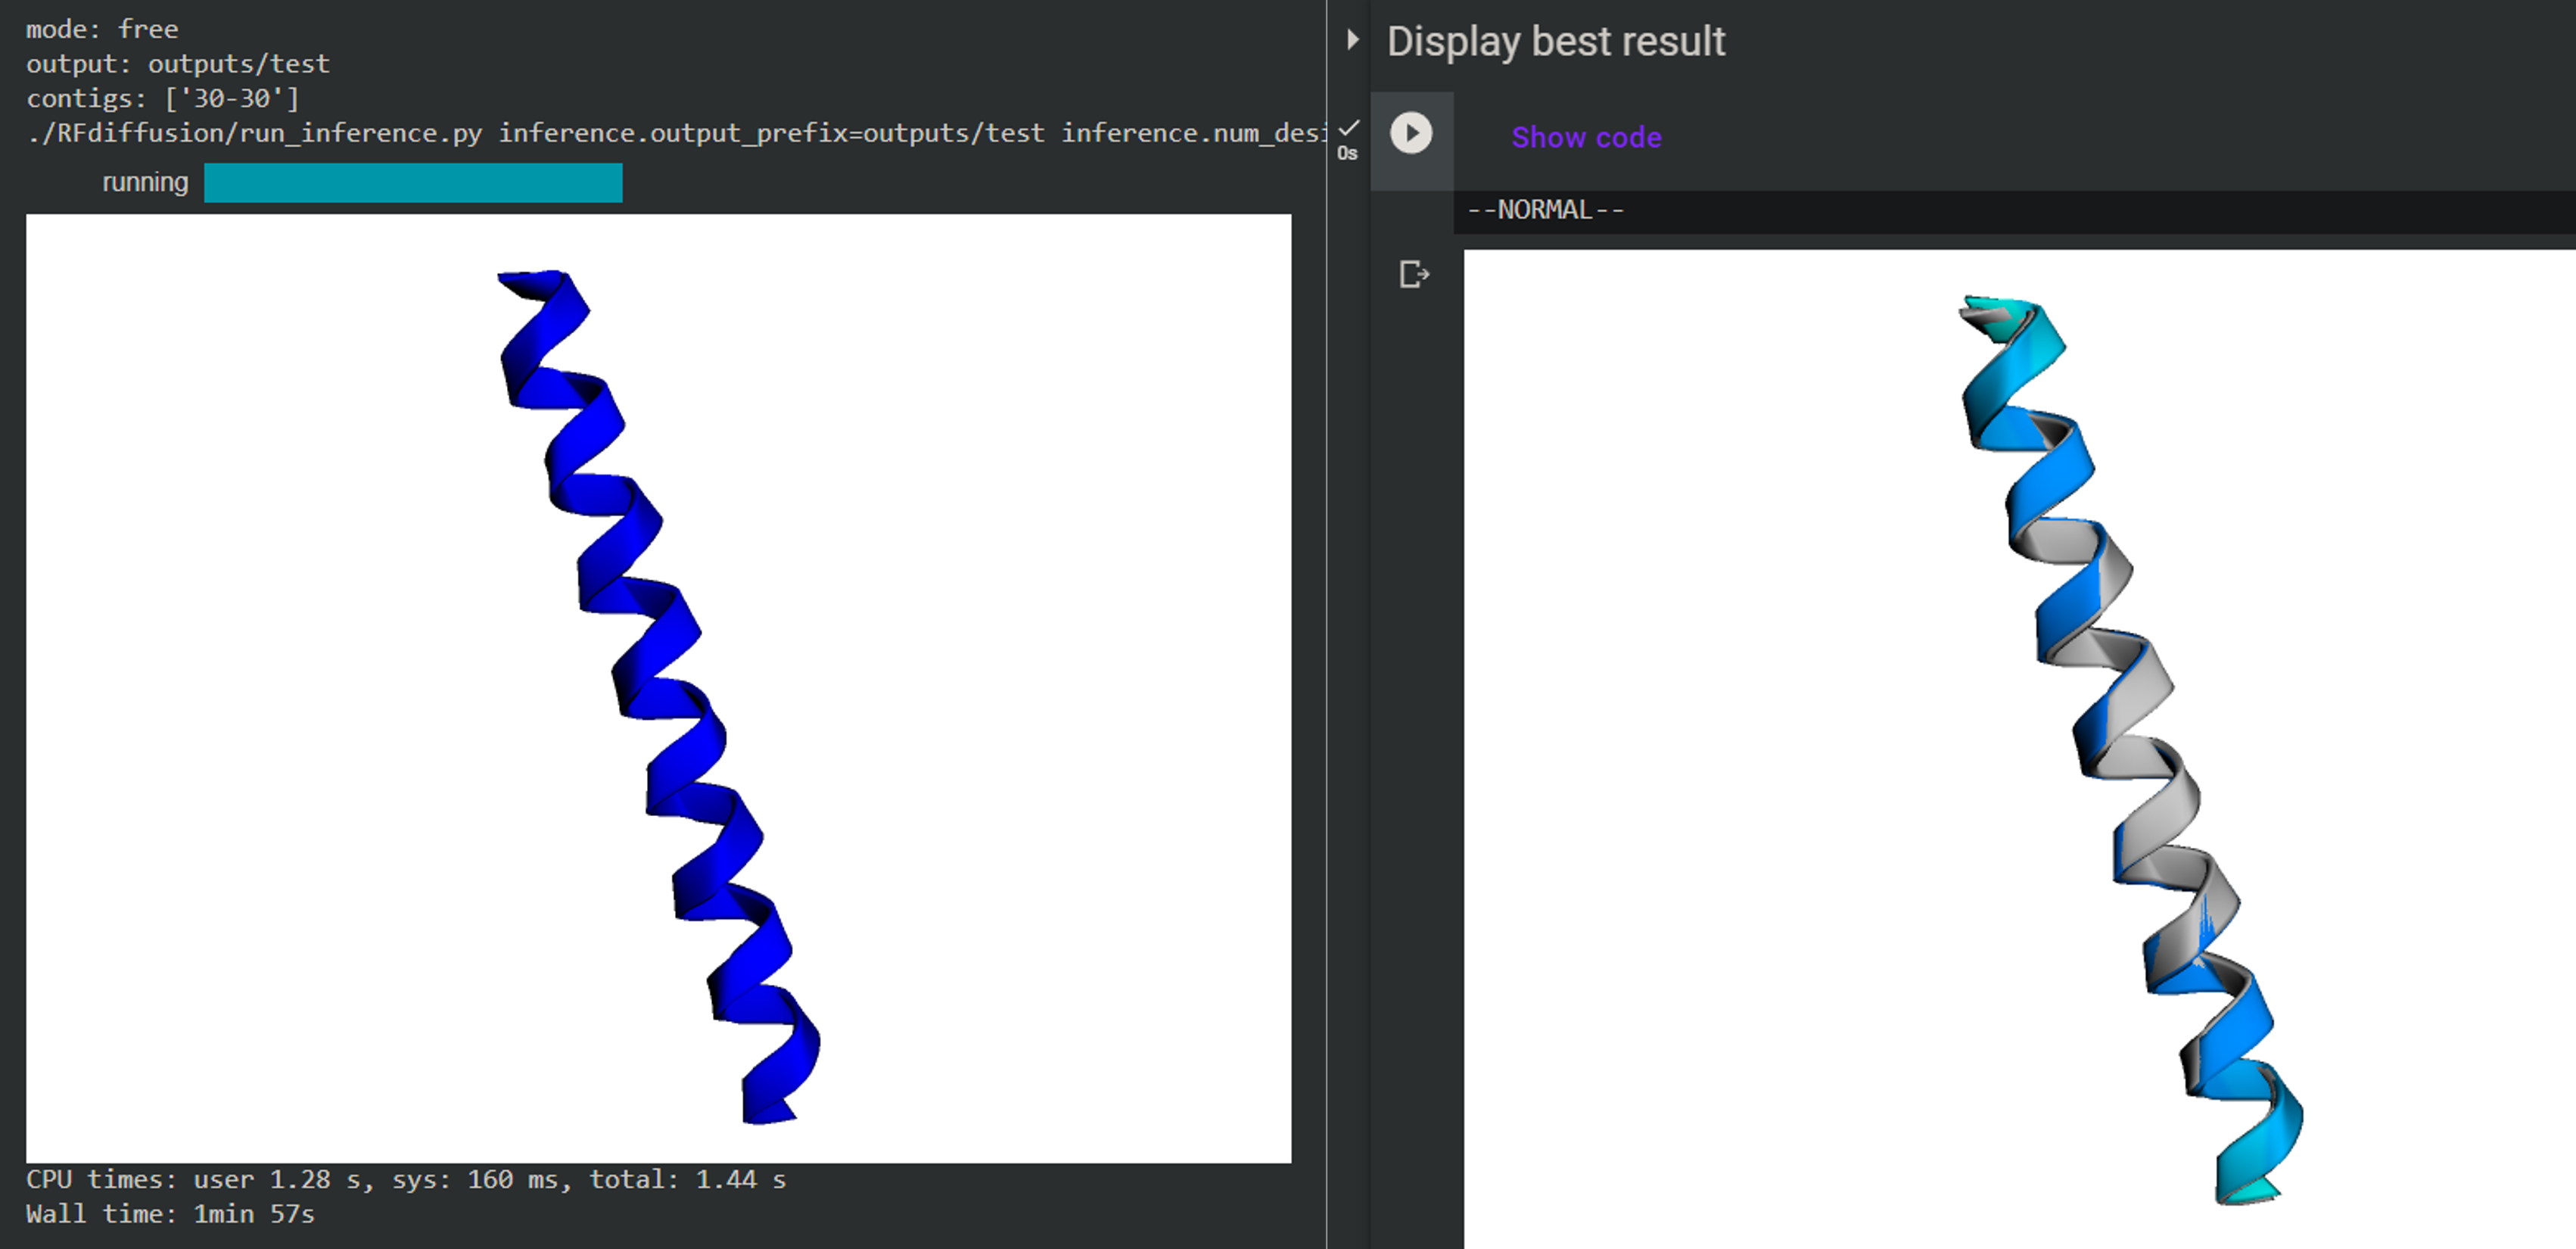 mode: free
output: outputs/test
contigs: ['30-30']
./RFdiffusion/run_inference.py inference.output_prefix=outputs/test inference.num_desi
running
CPU times: user 1.28 s, sys: 160 ms, total: 1.44 s
Wall time: 1min 57s
Display best result
0s
Show code
--NORMAL--